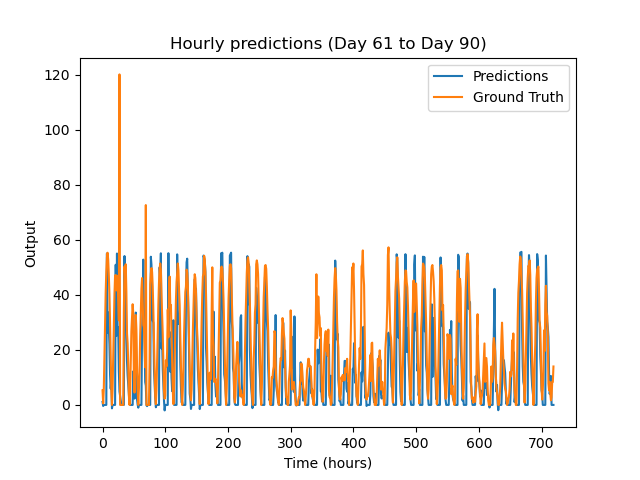 Hourly predictions (Day 61 to Day 90)
Predictions
Ground Truth
120
100
80
60
40
20
0
Output
0 100 200 300 400 500 600 700
Time (hours)